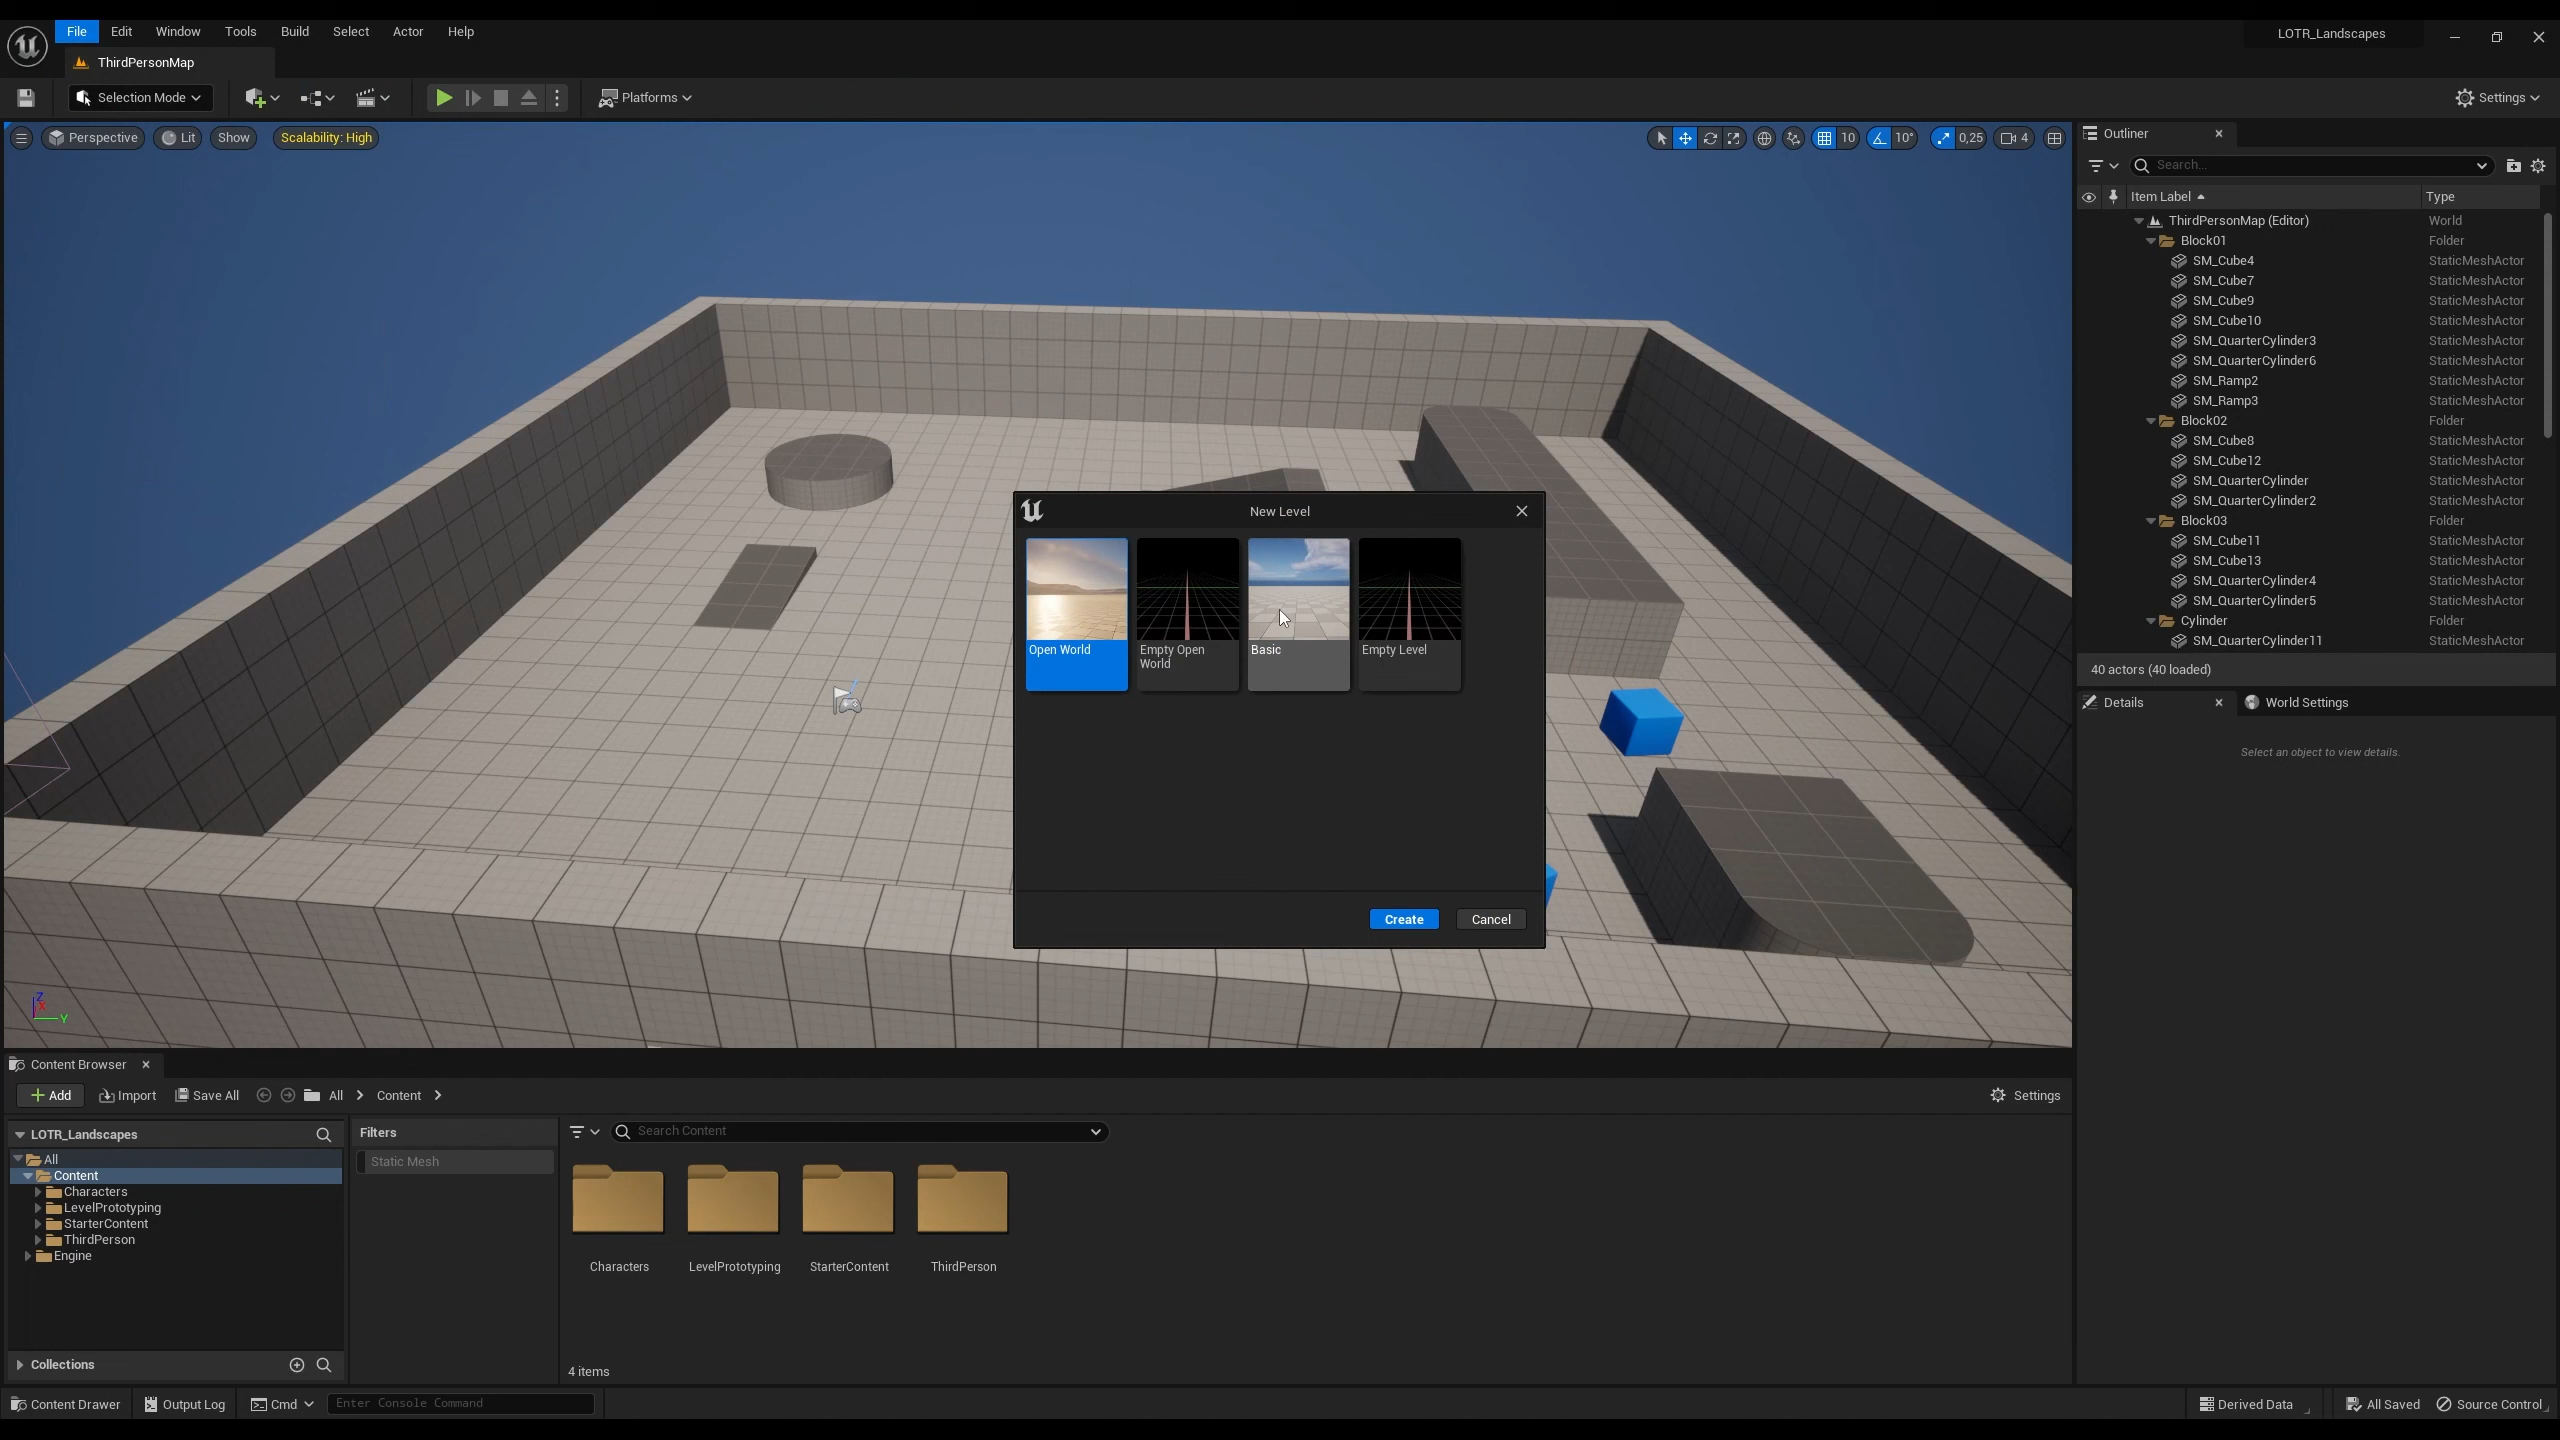 File Edit Window Tools Build Select Actor Help
LOTR_Landscapes
ThirdPersonMap
Selection Mode
Platforms
Settings
Perspective Lit Show Scalability: High
10 10° 0,25 4
Outliner
Search...
Item Label Type
ThirdPersonMap (Editor) World
Block01 Folder
SM_Cube4 StaticMeshActor
SM_Cube7 StaticMeshActor
SM_Cube9 StaticMeshActor
SM_Cube10 StaticMeshActor
SM_QuarterCylinder3 StaticMeshActor
SM_QuarterCylinder6 StaticMeshActor
SM_Ramp2 StaticMeshActor
SM_Ramp3 StaticMeshActor
Block02 Folder
SM_Cube8 StaticMeshActor
SM_Cube12 StaticMeshActor
SM_QuarterCylinder StaticMeshActor
SM_QuarterCylinder2 StaticMeshActor
Block03 Folder
SM_Cube11 StaticMeshActor
SM_Cube13 StaticMeshActor
SM_QuarterCylinder4 StaticMeshActor
SM_QuarterCylinder5 StaticMeshActor
Cylinder Folder
SM_QuarterCylinder11 StaticMeshActor
40 actors (40 loaded)
Details World Settings
Select an object to view details.
New Level
Open World
Empty Open
World
Basic
Empty Level
Create Cancel
Z
X
Y
Content Browser
Add Import Save All All Content
Settings
LOTR_Landscapes
All
Content
Characters
LevelPrototyping
StarterContent
ThirdPerson
Engine
Collections
Filters
Static Mesh
Search Content
Characters LevelPrototyping StarterContent ThirdPerson
4 items
Content Drawer Output Log Cmd Enter Console Command
Derived Data All Saved Source Control